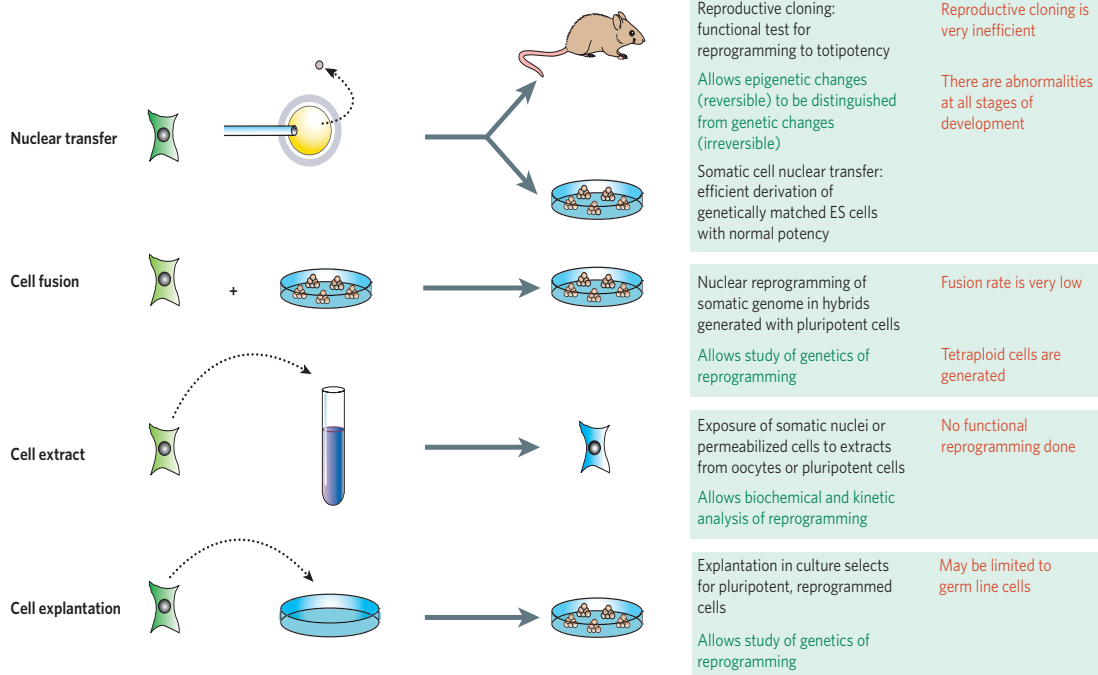 Reproductive cloning:
functional test for
reprogramming to totipotency
Reproductive cloning is
very inefficient
Nuclear transfer
Allows epigenetic changes
(reversible) to be distinguished
from genetic changes
(irreversible)
There are abnormalities
at all stages of
development
Somatic cell nuclear transfer:
efficient derivation of
genetically matched ES cells
with normal potency
Cell fusion
+
Nuclear reprogramming of
somatic genome in hybrids
generated with pluripotent cells
Fusion rate is very low
Allows study of genetics of
reprogramming
Tetraploid cells are
generated
Cell extract
Exposure of somatic nuclei or
permeabilized cells to extracts
from oocytes or pluripotent cells
No functional
reprogramming done
Allows biochemical and kinetic
analysis of reprogramming
Cell explantation
Explantation in culture selects
for pluripotent, reprogrammed
cells
May be limited to
germ line cells
Allows study of genetics of
reprogramming